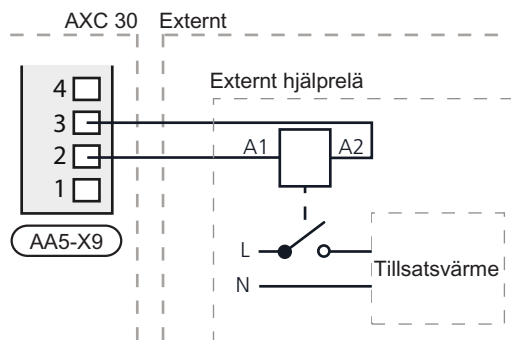 AXC 30 Externt
Externt hjälprelä
4
3
2
1
A1 A2
AA5-X9
L
N
Tillsatsvärme